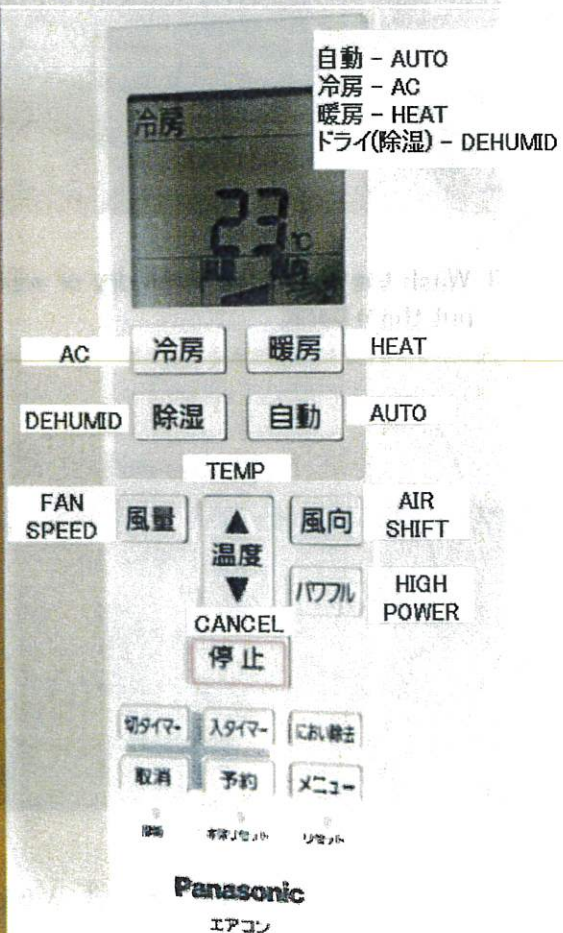 自動 – AUTO
冷房 – AC
暖房 – HEAT
ドライ(除湿) – DEHUMID
冷房
23℃
AC 冷房 暖房 HEAT
DEHUMID 除湿 自動 AUTO
TEMP
FAN SPEED 風量 ▲ 温度 ▼ 風向 AIR SHIFT
パワフル HIGH POWER
CANCEL
停止
切タイマー 入タイマー におい除去
取消 予約 メニュー
リセット
Panasonic
エアコン